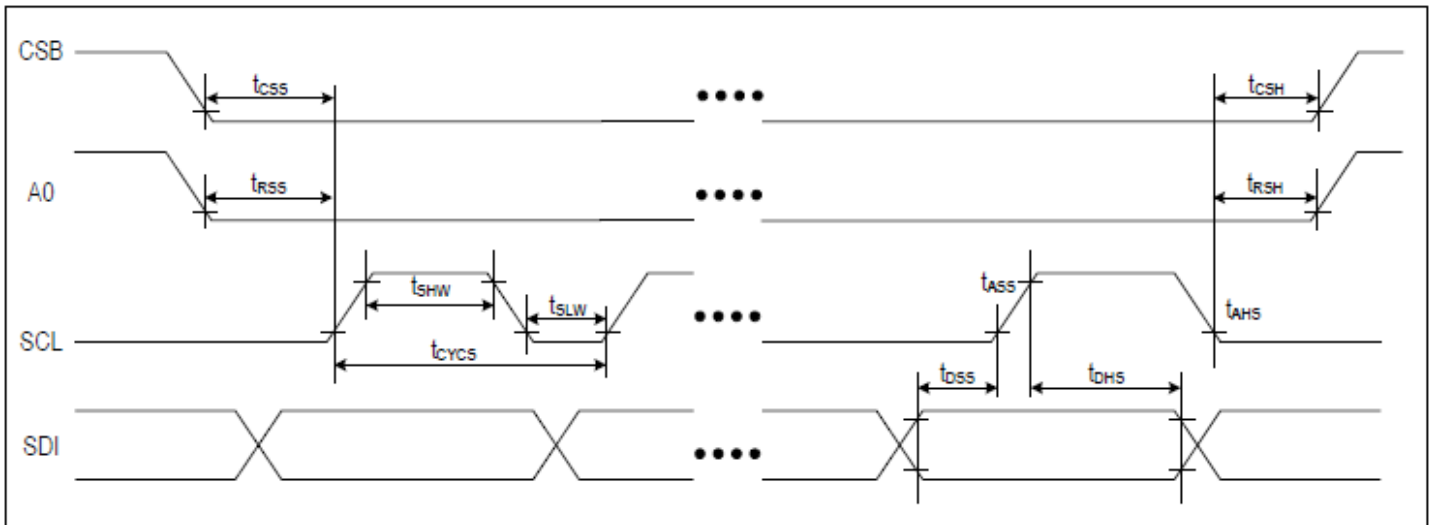 CSB
tCSS
tCSH
A0
tRSS
tRSH
SCL
tSHW
tSLW
tCYCS
tASS
tAHS
SDI
tDSS
tDHS